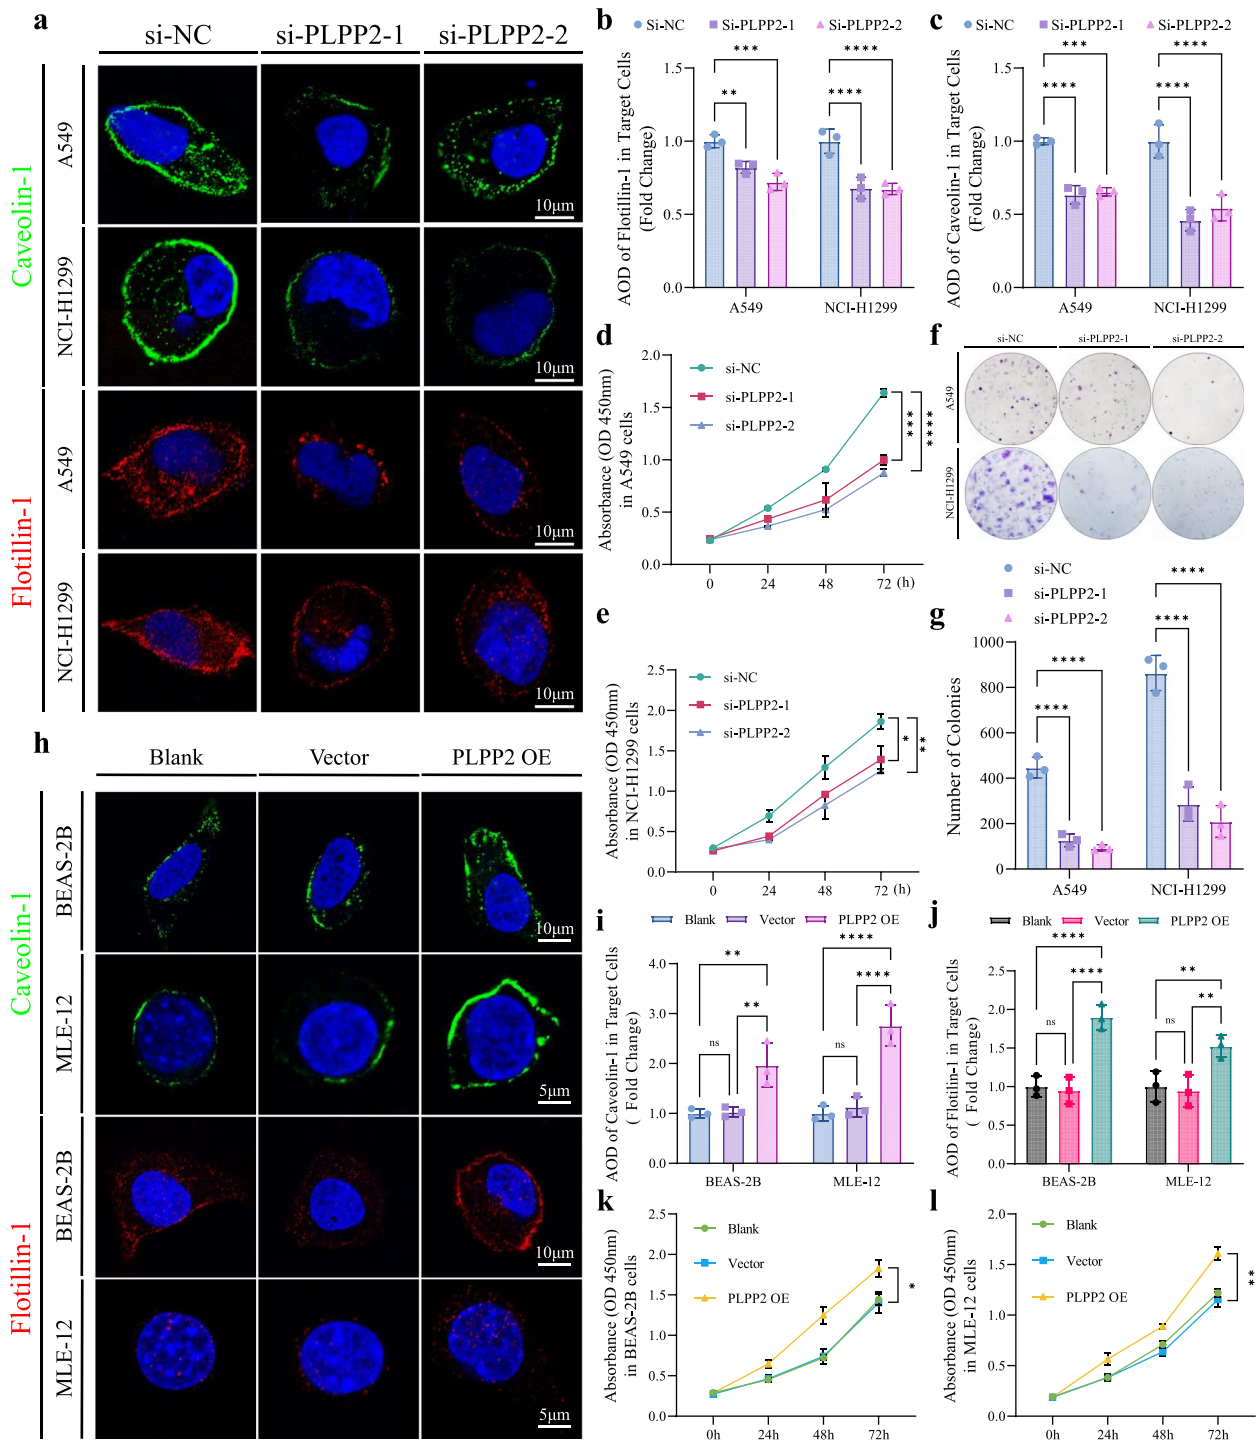 a
si-NC si-PLPP2-1 si-PLPP2-2
Caveolin-1
A549
10μm
NCI-H1299
10μm
Flotillin-1
A549
10μm
NCI-H1299
10μm
b
Si-NC Si-PLPP2-1 Si-PLPP2-2
AOD of Flotillin-1 in Target Cells
(Fold Change)
1.5
1.0
0.5
0.0
** *** **** ****
A549 NCI-H1299
c
Si-NC Si-PLPP2-1 Si-PLPP2-2
AOD of Caveolin-1 in Target Cells
(Fold Change)
1.5
1.0
0.5
0.0
**** *** **** ****
A549 NCI-H1299
d
Absorbance (OD 450nm)
in A549 cells
2.0
1.5
1.0
0.5
0.0
si-NC
si-PLPP2-1
si-PLPP2-2
*** ****
0 24 48 72 (h)
e
Absorbance (OD 450nm)
in NCI-H1299 cells
2.5
2.0
1.5
1.0
0.5
0.0
si-NC
si-PLPP2-1
si-PLPP2-2
* **
0 24 48 72 (h)
f
si-NC si-PLPP2-1 si-PLPP2-2
A549
NCI-H1299
g
si-NC
si-PLPP2-1
si-PLPP2-2
Number of Colonies
1000
800
600
400
200
0
**** **** **** ****
A549 NCI-H1299
h
Blank Vector PLPP2 OE
Caveolin-1
BEAS-2B
10μm
MLE-12
5μm
Flotillin-1
BEAS-2B
10μm
MLE-12
5μm
i
Blank Vector PLPP2 OE
AOD of Caveolin-1 in Target Cells
( Fold Change)
4.0
3.0
2.0
1.0
0.0
ns ** ** ns **** ****
BEAS-2B MLE-12
j
Blank Vector PLPP2 OE
AOD of Flotilin-1 in Target Cells
( Fold Change)
2.5
2.0
1.5
1.0
0.5
0.0
ns **** **** ns ** **
BEAS-2B MLE-12
k
Absorbance (OD 450nm)
in BEAS-2B cells
2.5
2.0
1.5
1.0
0.5
0.0
Blank
Vector
PLPP2 OE
*
0h 24h 48h 72h
l
Absorbance (OD 450nm)
in MLE-12 cells
2.0
1.5
1.0
0.5
0.0
Blank
Vector
PLPP2 OE
**
0h 24h 48h 72h